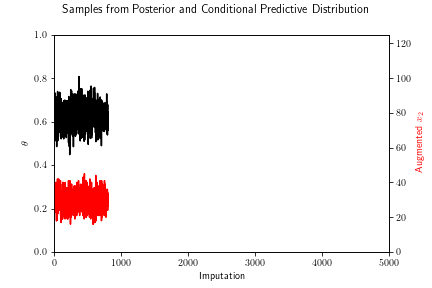 Samples from Posterior and Conditional Predictive Distribution
1.0
0.8
0.6
0.4
0.2
0.0
θ
120
100
80
60
40
20
0
Augmented x₂
0 1000 2000 3000 4000 5000
Imputation